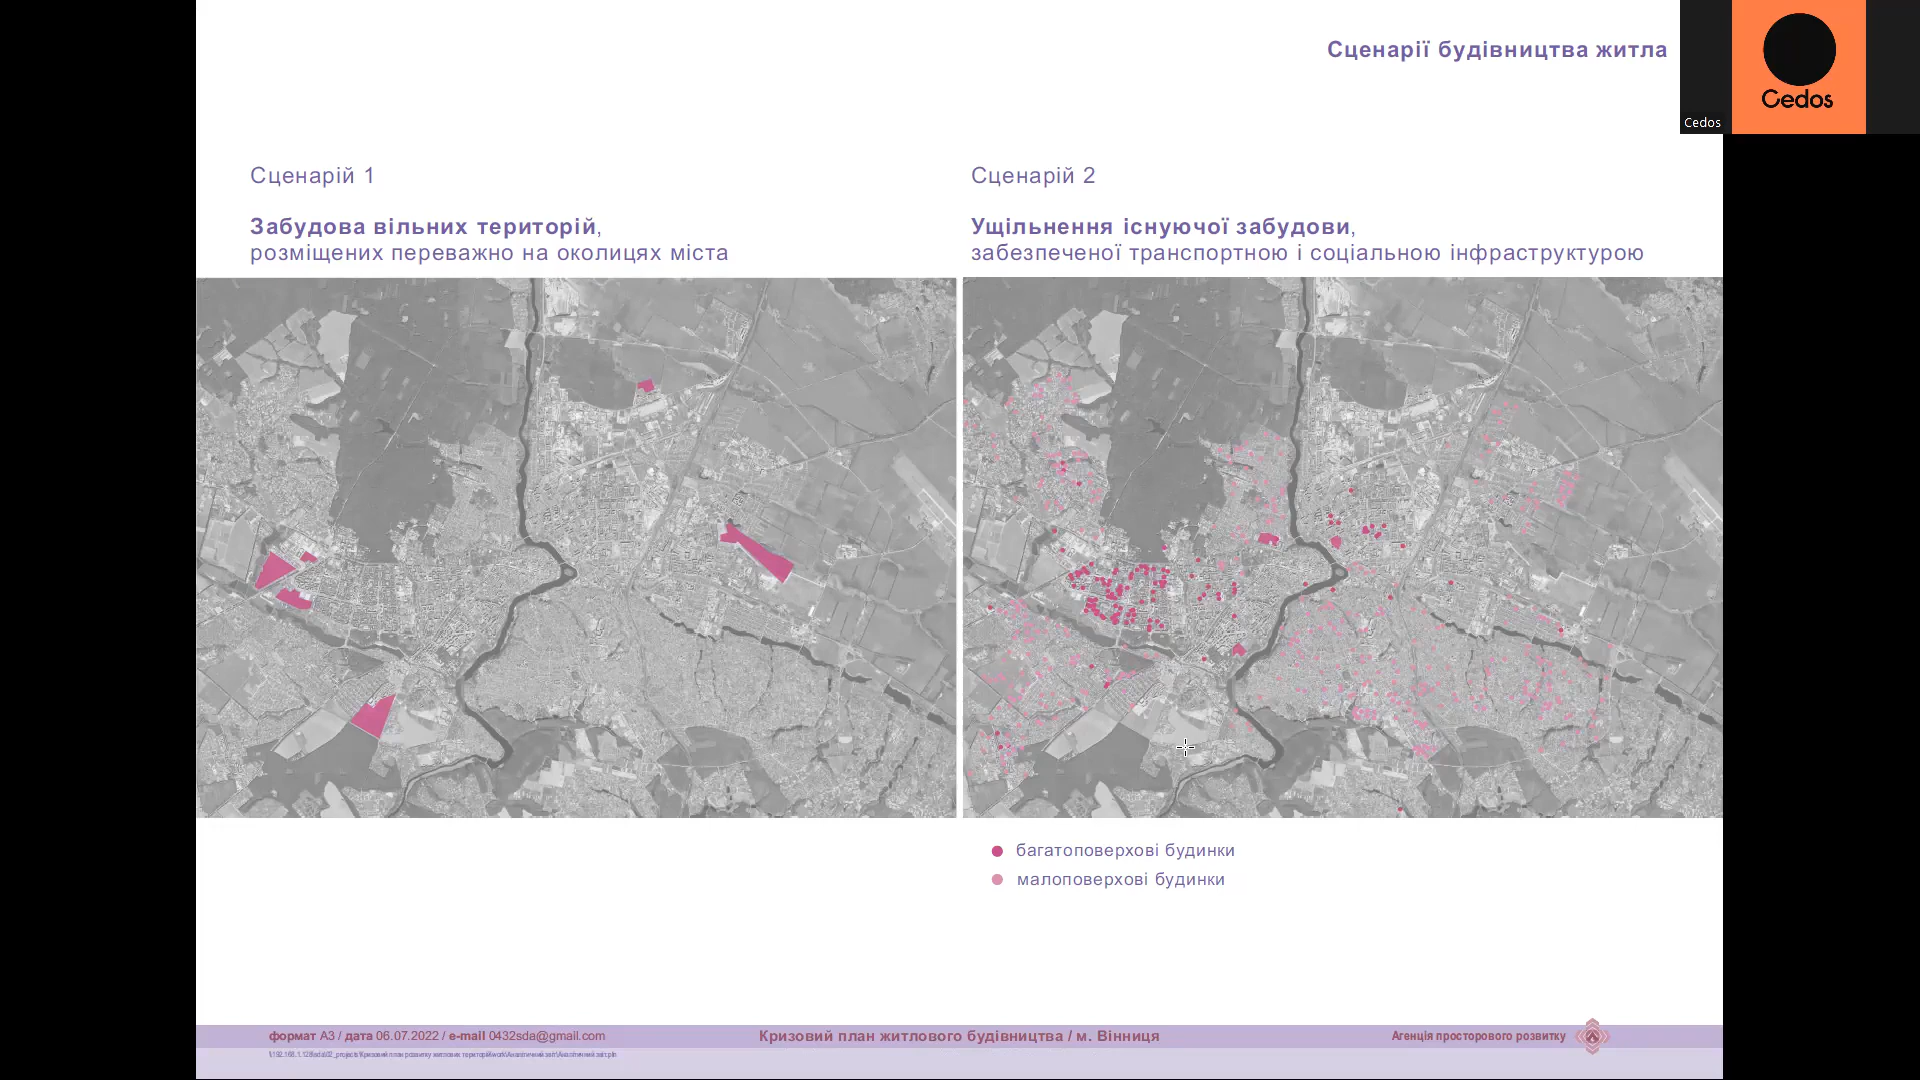 Сценарії будівництва житла
Cedos
Cedos
Сценарій 1
Забудова вільних територій,
розміщених переважно на околицях міста
Сценарій 2
Ущільнення існуючої забудови,
забезпеченої транспортною і соціальною інфраструктурою
багатоповерхові будинки
малоповерхові будинки
формат А3 / дата 06.07.2022 / e-mail 0432sda@gmail.com
Кризовий план житлового будівництва / м. Вінниця
Агенція просторового розвитку